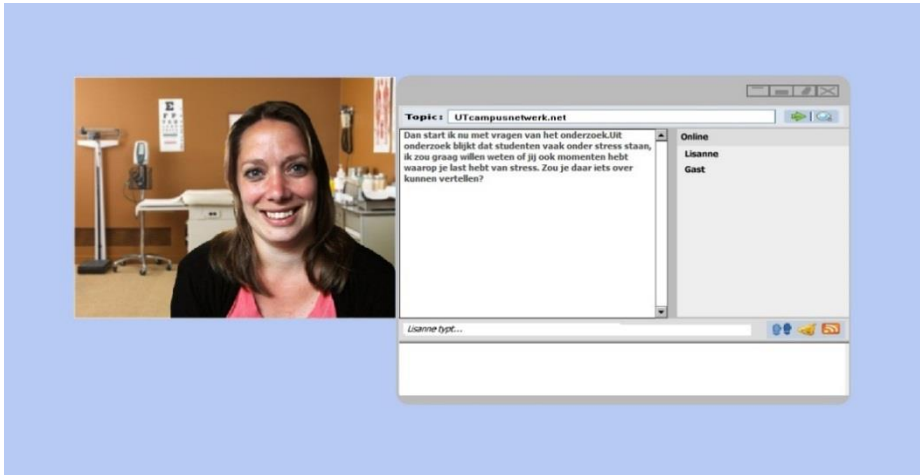 E
F P
Topic: UTcampusnetwerk.net
Dan start ik nu met vragen van het onderzoek.Uit
onderzoek blijkt dat studenten vaak onder stress staan,
ik zou graag willen weten of jij ook momenten hebt
waarop je last hebt van stress. Zou je daar iets over
kunnen vertellen?
Online
Lisanne
Gast
Lisanne typt...